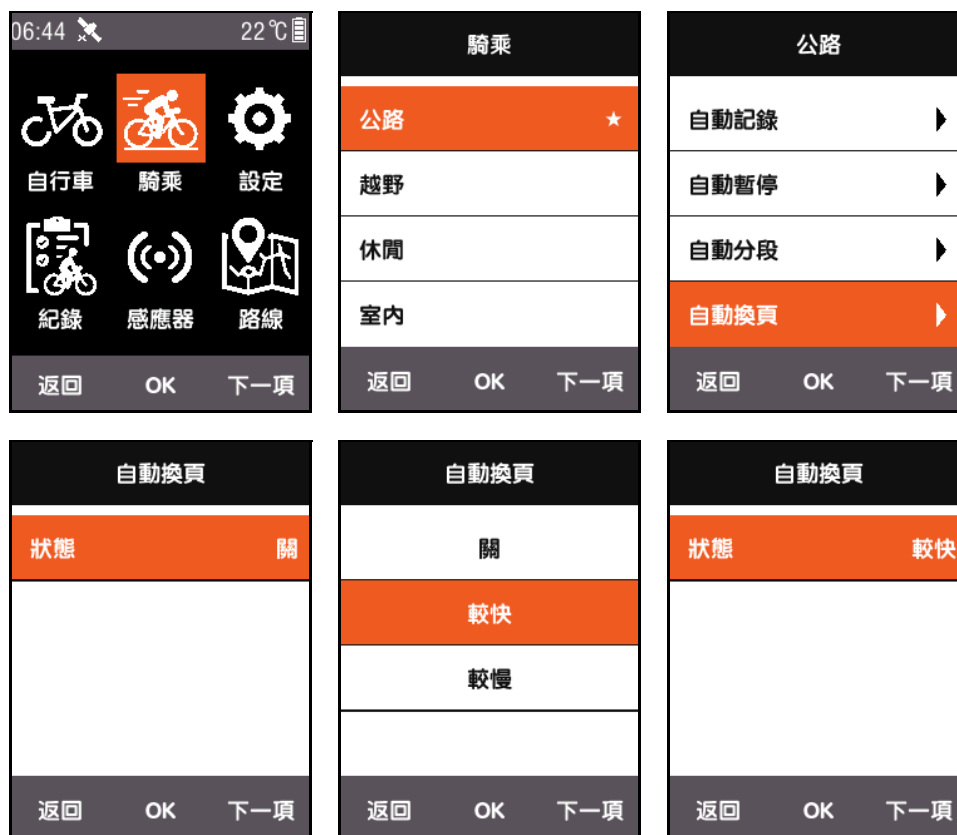 06:44 22℃
自行車 騎乘 設定
紀錄 感應器 路線
返回 OK 下一項
騎乘
公路 ★
越野
休閒
室内
返回 OK 下一項
公路
自動記錄
自動暫停
自動分段
自動換頁
返回 OK 下一項
自動換頁
狀態 關
返回 OK 下一項
自動換頁
關
較快
較慢
返回 OK 下一項
自動換頁
狀態 較快
返回 OK 下一項